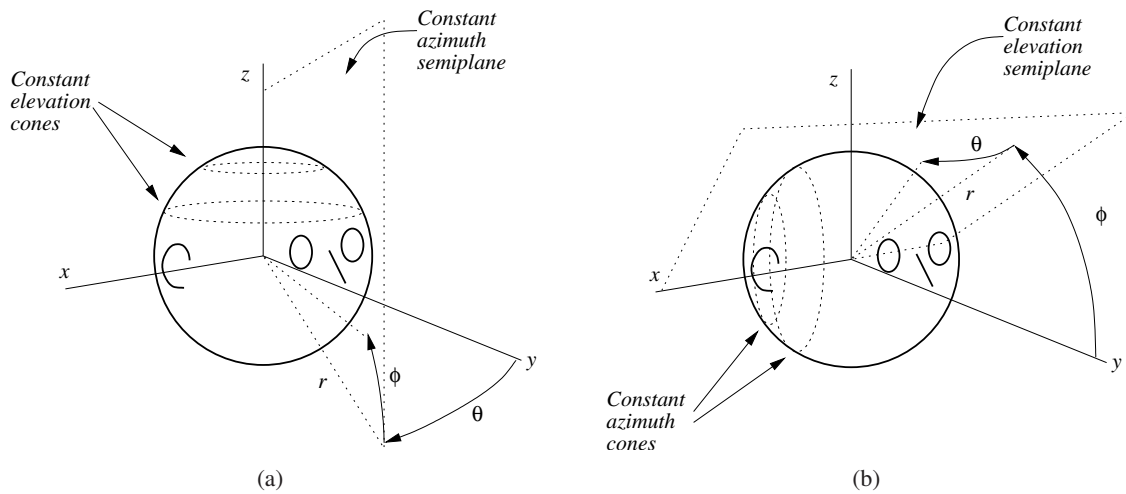 Constant
azimuth
semiplane
z
Constant
elevation
cones
x
y
r
ϕ
θ
(a)
Constant
elevation
semiplane
z
θ
r
ϕ
x
y
Constant
azimuth
cones
(b)